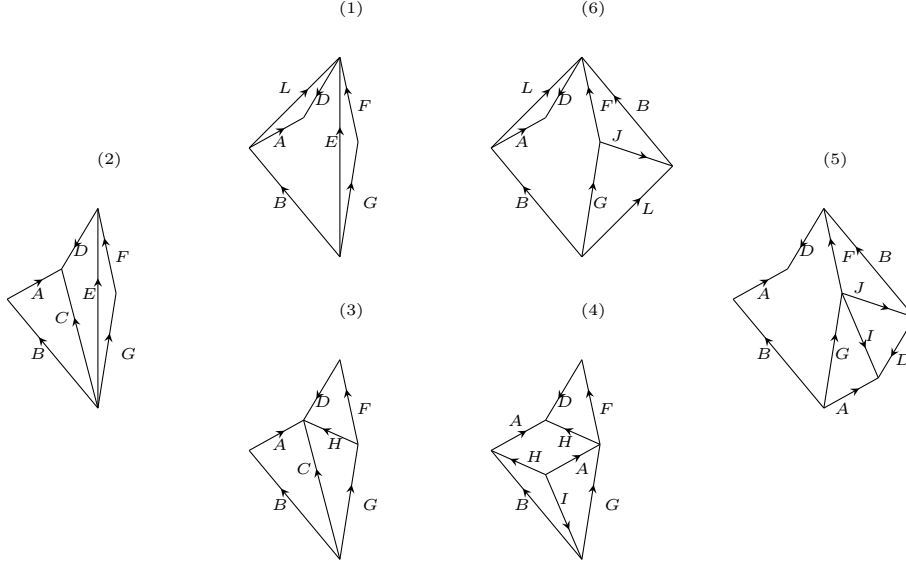 (1) (6)
L D F L D F B
A E A J
(2) (5)
B G B G L
D F D F B
A E A J
C I
B G B G D
A
(3) (4)
D F A D F
A H H H A
C I
B G B G